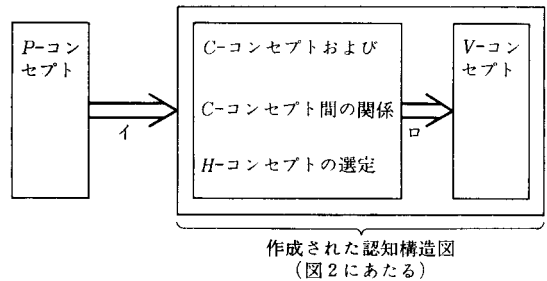 P-コン
セプト
イ
C-コンセプトおよび
C-コンセプト間の関係
H-コンセプトの選定
ロ
V-コン
セプト
作成された認知構造図
(図2にあたる)